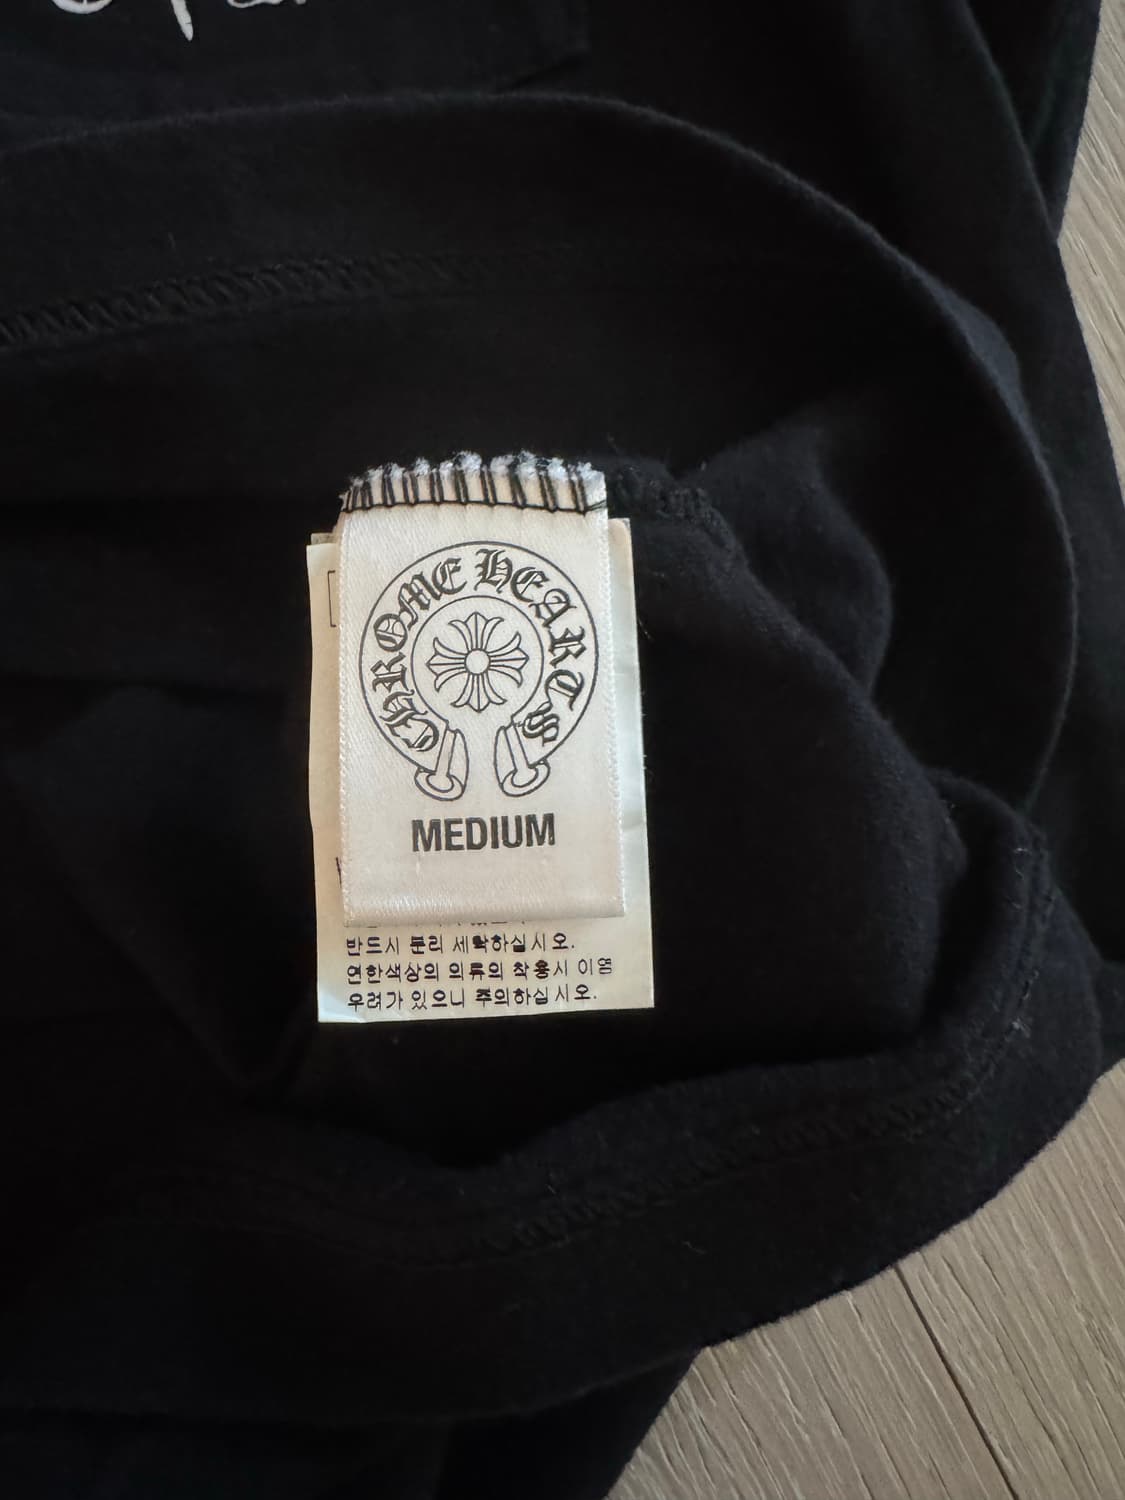 CHROME HEARTS
MEDIUM
반드시 분리 세탁하십시오.
연한색상의 의류의 착용시 이염
우려가 있으니 주의하십시오.